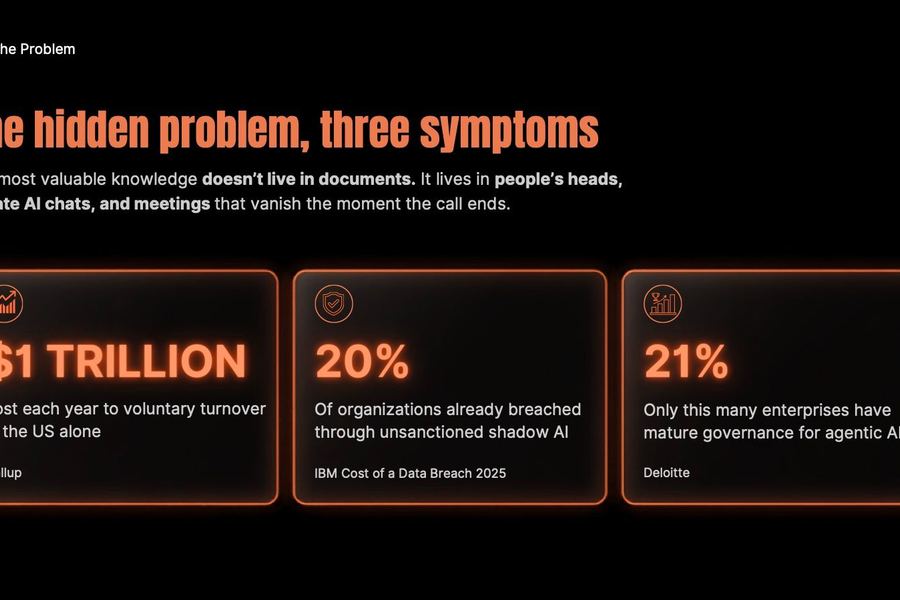 he Problem
ne hidden problem, three symptoms
most valuable knowledge doesn’t live in documents. It lives in people’s heads,
ate AI chats, and meetings that vanish the moment the call ends.
$1 TRILLION
ost each year to voluntary turnover
the US alone
llup
20%
Of organizations already breached
through unsanctioned shadow AI
IBM Cost of a Data Breach 2025
21%
Only this many enterprises have
mature governance for agentic AI
Deloitte